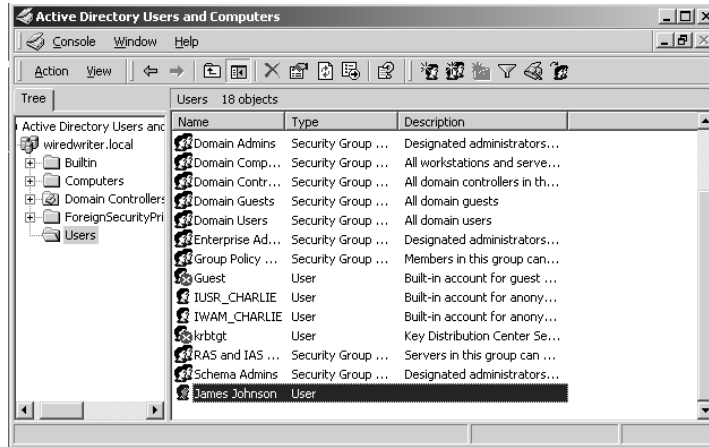 Active Directory Users and Computers
Console Window Help
Action View
Tree
Users 18 objects
Active Directory Users and
wiredwriter.local
Builtin
Computers
Domain Controllers
ForeignSecurityPri
Users
Name Type Description
Domain Admins Security Group ... Designated administrators...
Domain Comp... Security Group ... All workstations and serve...
Domain Contr... Security Group ... All domain controllers in th...
Domain Guests Security Group ... All domain guests
Domain Users Security Group ... All domain users
Enterprise Ad... Security Group ... Designated administrators...
Group Policy ... Security Group ... Members in this group can...
Guest User Built-in account for guest ...
IUSR_CHARLIE User Built-in account for anony...
IWAM_CHARLIE User Built-in account for anony...
krbtgt User Key Distribution Center Se...
RAS and IAS ... Security Group ... Servers in this group can ...
Schema Admins Security Group ... Designated administrators...
James Johnson User